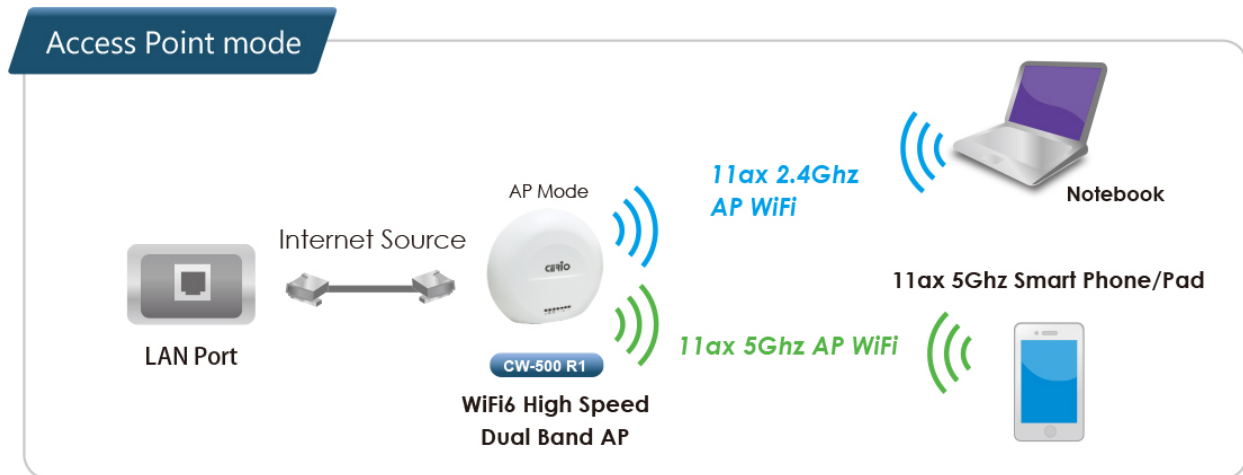 Access Point mode
AP Mode
11ax 2.4Ghz
AP WiFi
Notebook
Internet Source
CERIO
LAN Port
11ax 5Ghz Smart Phone/Pad
11ax 5Ghz AP WiFi
CW-500 R1
WiFi6 High Speed
Dual Band AP